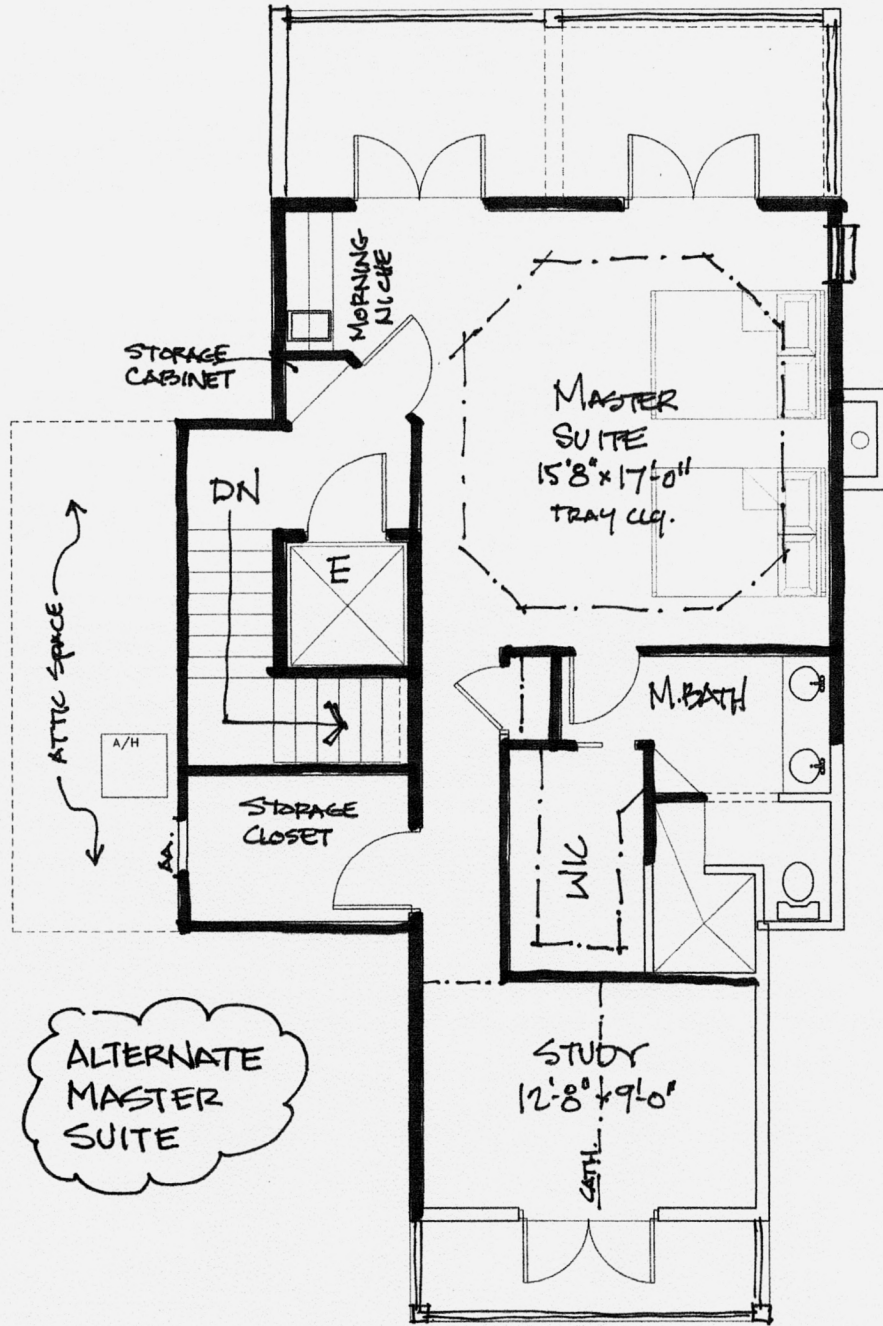 MORNING
NICHE
STORAGE
CABINET
MASTER
SUITE
15'8" x 17'-0"
TRAY CLG.
DN
E
ATTIC SPACE
M.BATH
A/H
STORAGE
CLOSET
WIC
ALTERNATE
MASTER
SUITE
STUDY
12'-8" x 9'-0"
CATH.